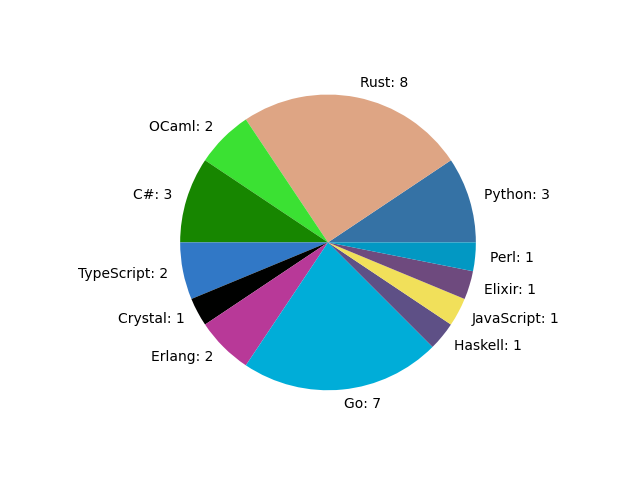 Rust: 8
OCaml: 2
C#: 3
Python: 3
TypeScript: 2
Perl: 1
Elixir: 1
Crystal: 1
JavaScript: 1
Haskell: 1
Erlang: 2
Go: 7